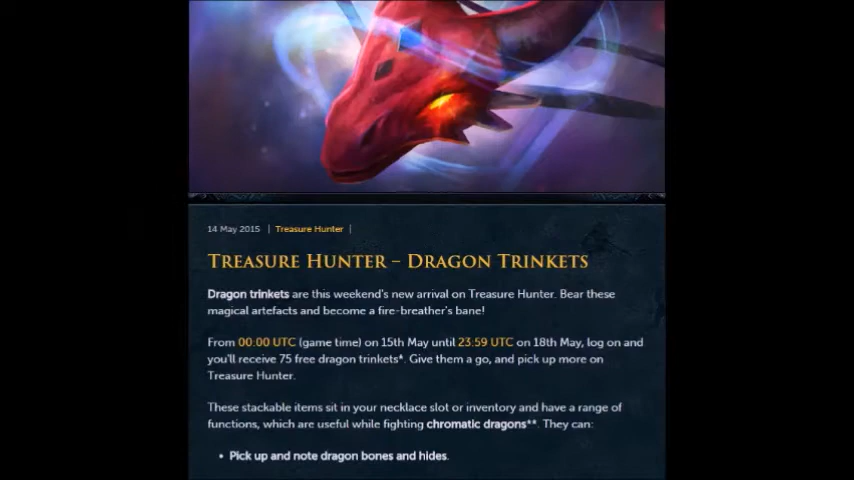 14 May 2015 | Treasure Hunter |
Treasure Hunter – Dragon Trinkets
Dragon trinkets are this weekend's new arrival on Treasure Hunter. Bear these
magical artefacts and become a fire-breather's bane!
From 00:00 UTC (game time) on 15th May until 23:59 UTC on 18th May, log on and
you'll receive 75 free dragon trinkets*. Give them a go, and pick up more on
Treasure Hunter.
These stackable items sit in your necklace slot or inventory and have a range of
functions, which are useful while fighting chromatic dragons**. They can:
• Pick up and note dragon bones and hides.